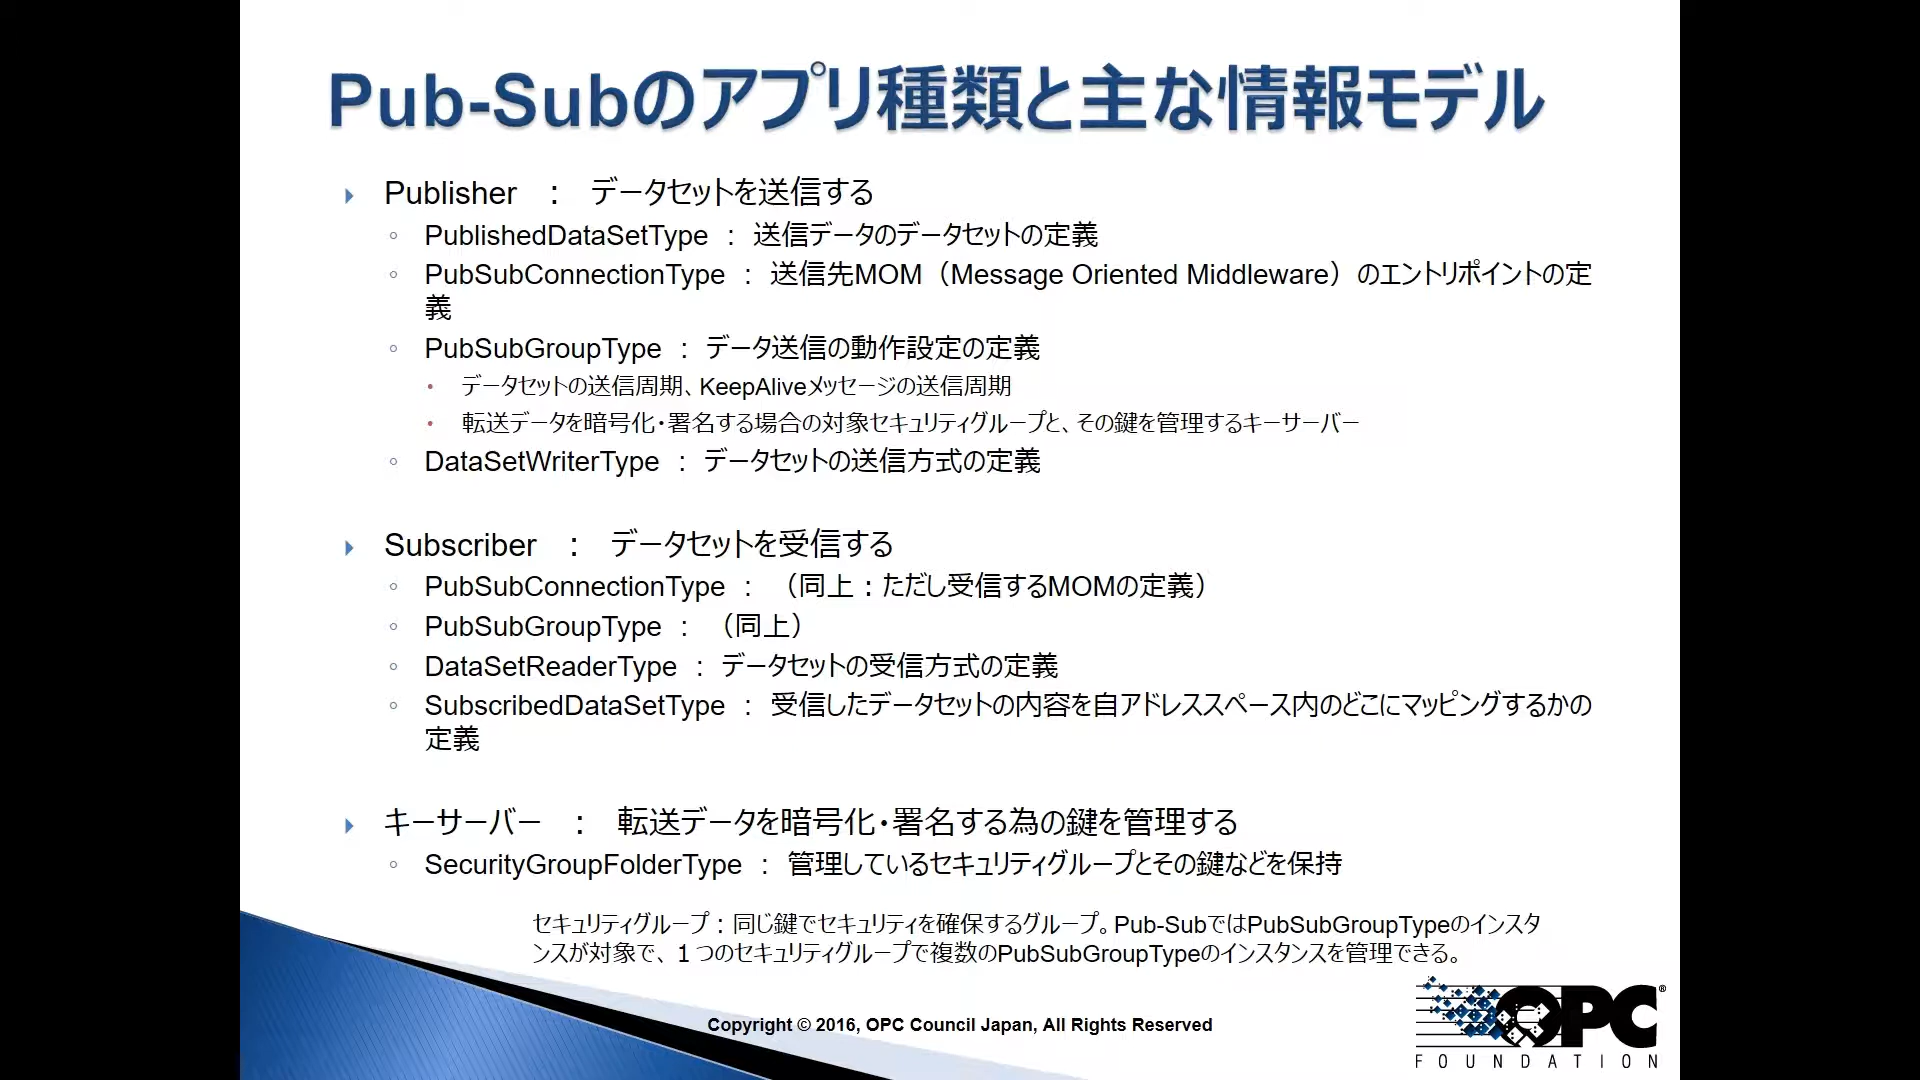 Pub-Subのアプリ種類と主な情報モデル
Publisher ： データセットを送信する
PublishedDataSetType ： 送信データのデータセットの定義
PubSubConnectionType ： 送信先MOM（Message Oriented Middleware）のエントリポイントの定
義
PubSubGroupType ： データ送信の動作設定の定義
データセットの送信周期、KeepAliveメッセージの送信周期
転送データを暗号化・署名する場合の対象セキュリティグループと、その鍵を管理するキーサーバー
DataSetWriterType ： データセットの送信方式の定義
Subscriber ： データセットを受信する
PubSubConnectionType ： （同上：ただし受信するMOMの定義）
PubSubGroupType ： （同上）
DataSetReaderType ： データセットの受信方式の定義
SubscribedDataSetType ： 受信したデータセットの内容を自アドレススペース内のどこにマッピングするかの
定義
キーサーバー ： 転送データを暗号化・署名する為の鍵を管理する
SecurityGroupFolderType ： 管理しているセキュリティグループとその鍵などを保持
セキュリティグループ：同じ鍵でセキュリティを確保するグループ。Pub-SubではPubSubGroupTypeのインスタ
ンスが対象で、１つのセキュリティグループで複数のPubSubGroupTypeのインスタンスを管理できる。
Copyright © 2016, OPC Council Japan, All Rights Reserved
OPC®
FOUNDATION